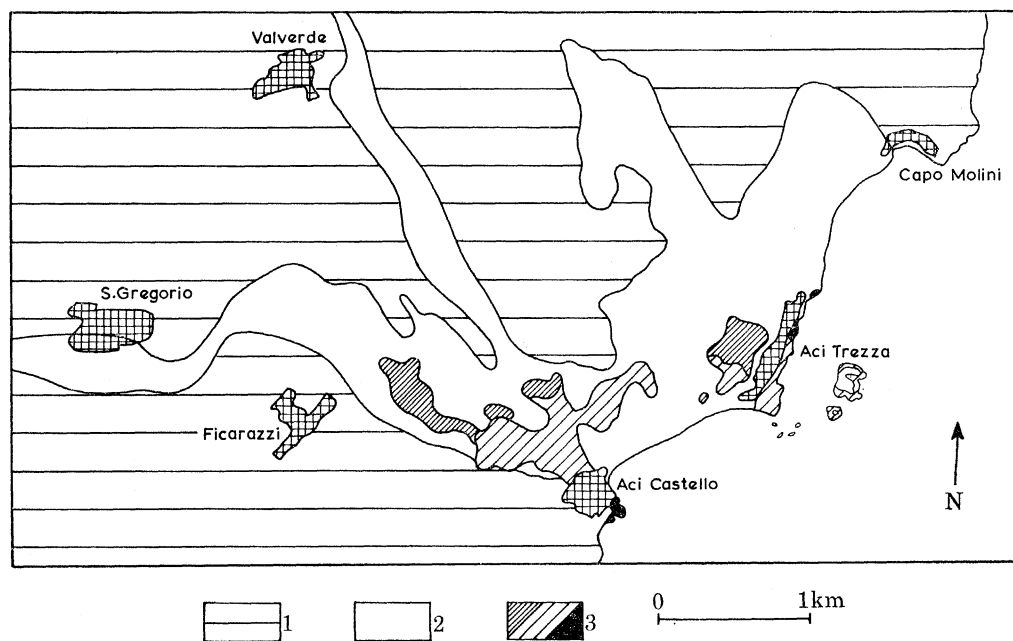 Valverde
Capo Molini
S. Gregorio
Aci Trezza
Ficarazzi
Aci Castello
N
1 2 3 0 1km